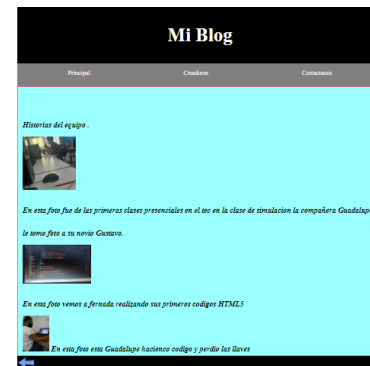 Mi Blog
Principal Creadores Contactanos
Historias del equipo .
En esta foto fue de las primeras clases presenciales en el tec en la clase de simulacion la compañera Guadalupe
le tomo foto a su novio Gustavo.
En esta foto vemos a fernada realizando sus primeros codigos HTML5
En esta foto esta Guadalupe haciendo codigo y perdio las llaves